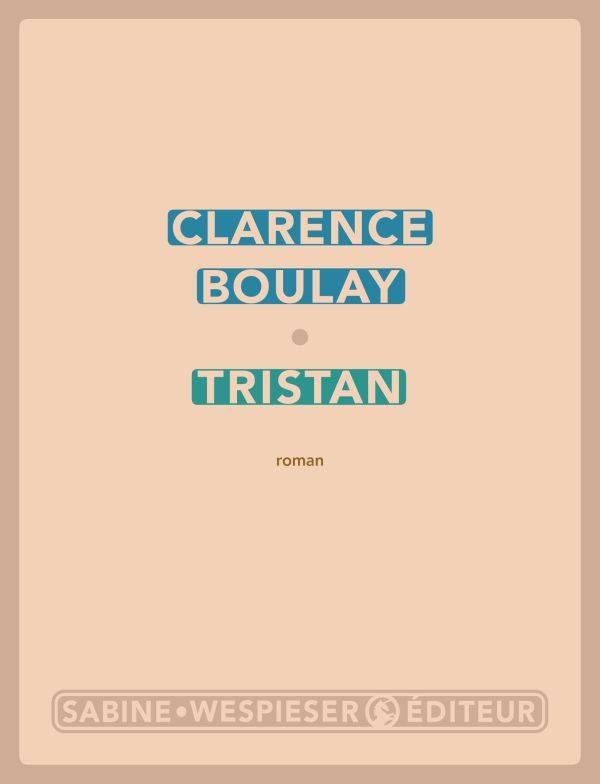 CLARENCE
BOULAY
TRISTAN
roman
SABINE•WESPIESER ÉDITEUR